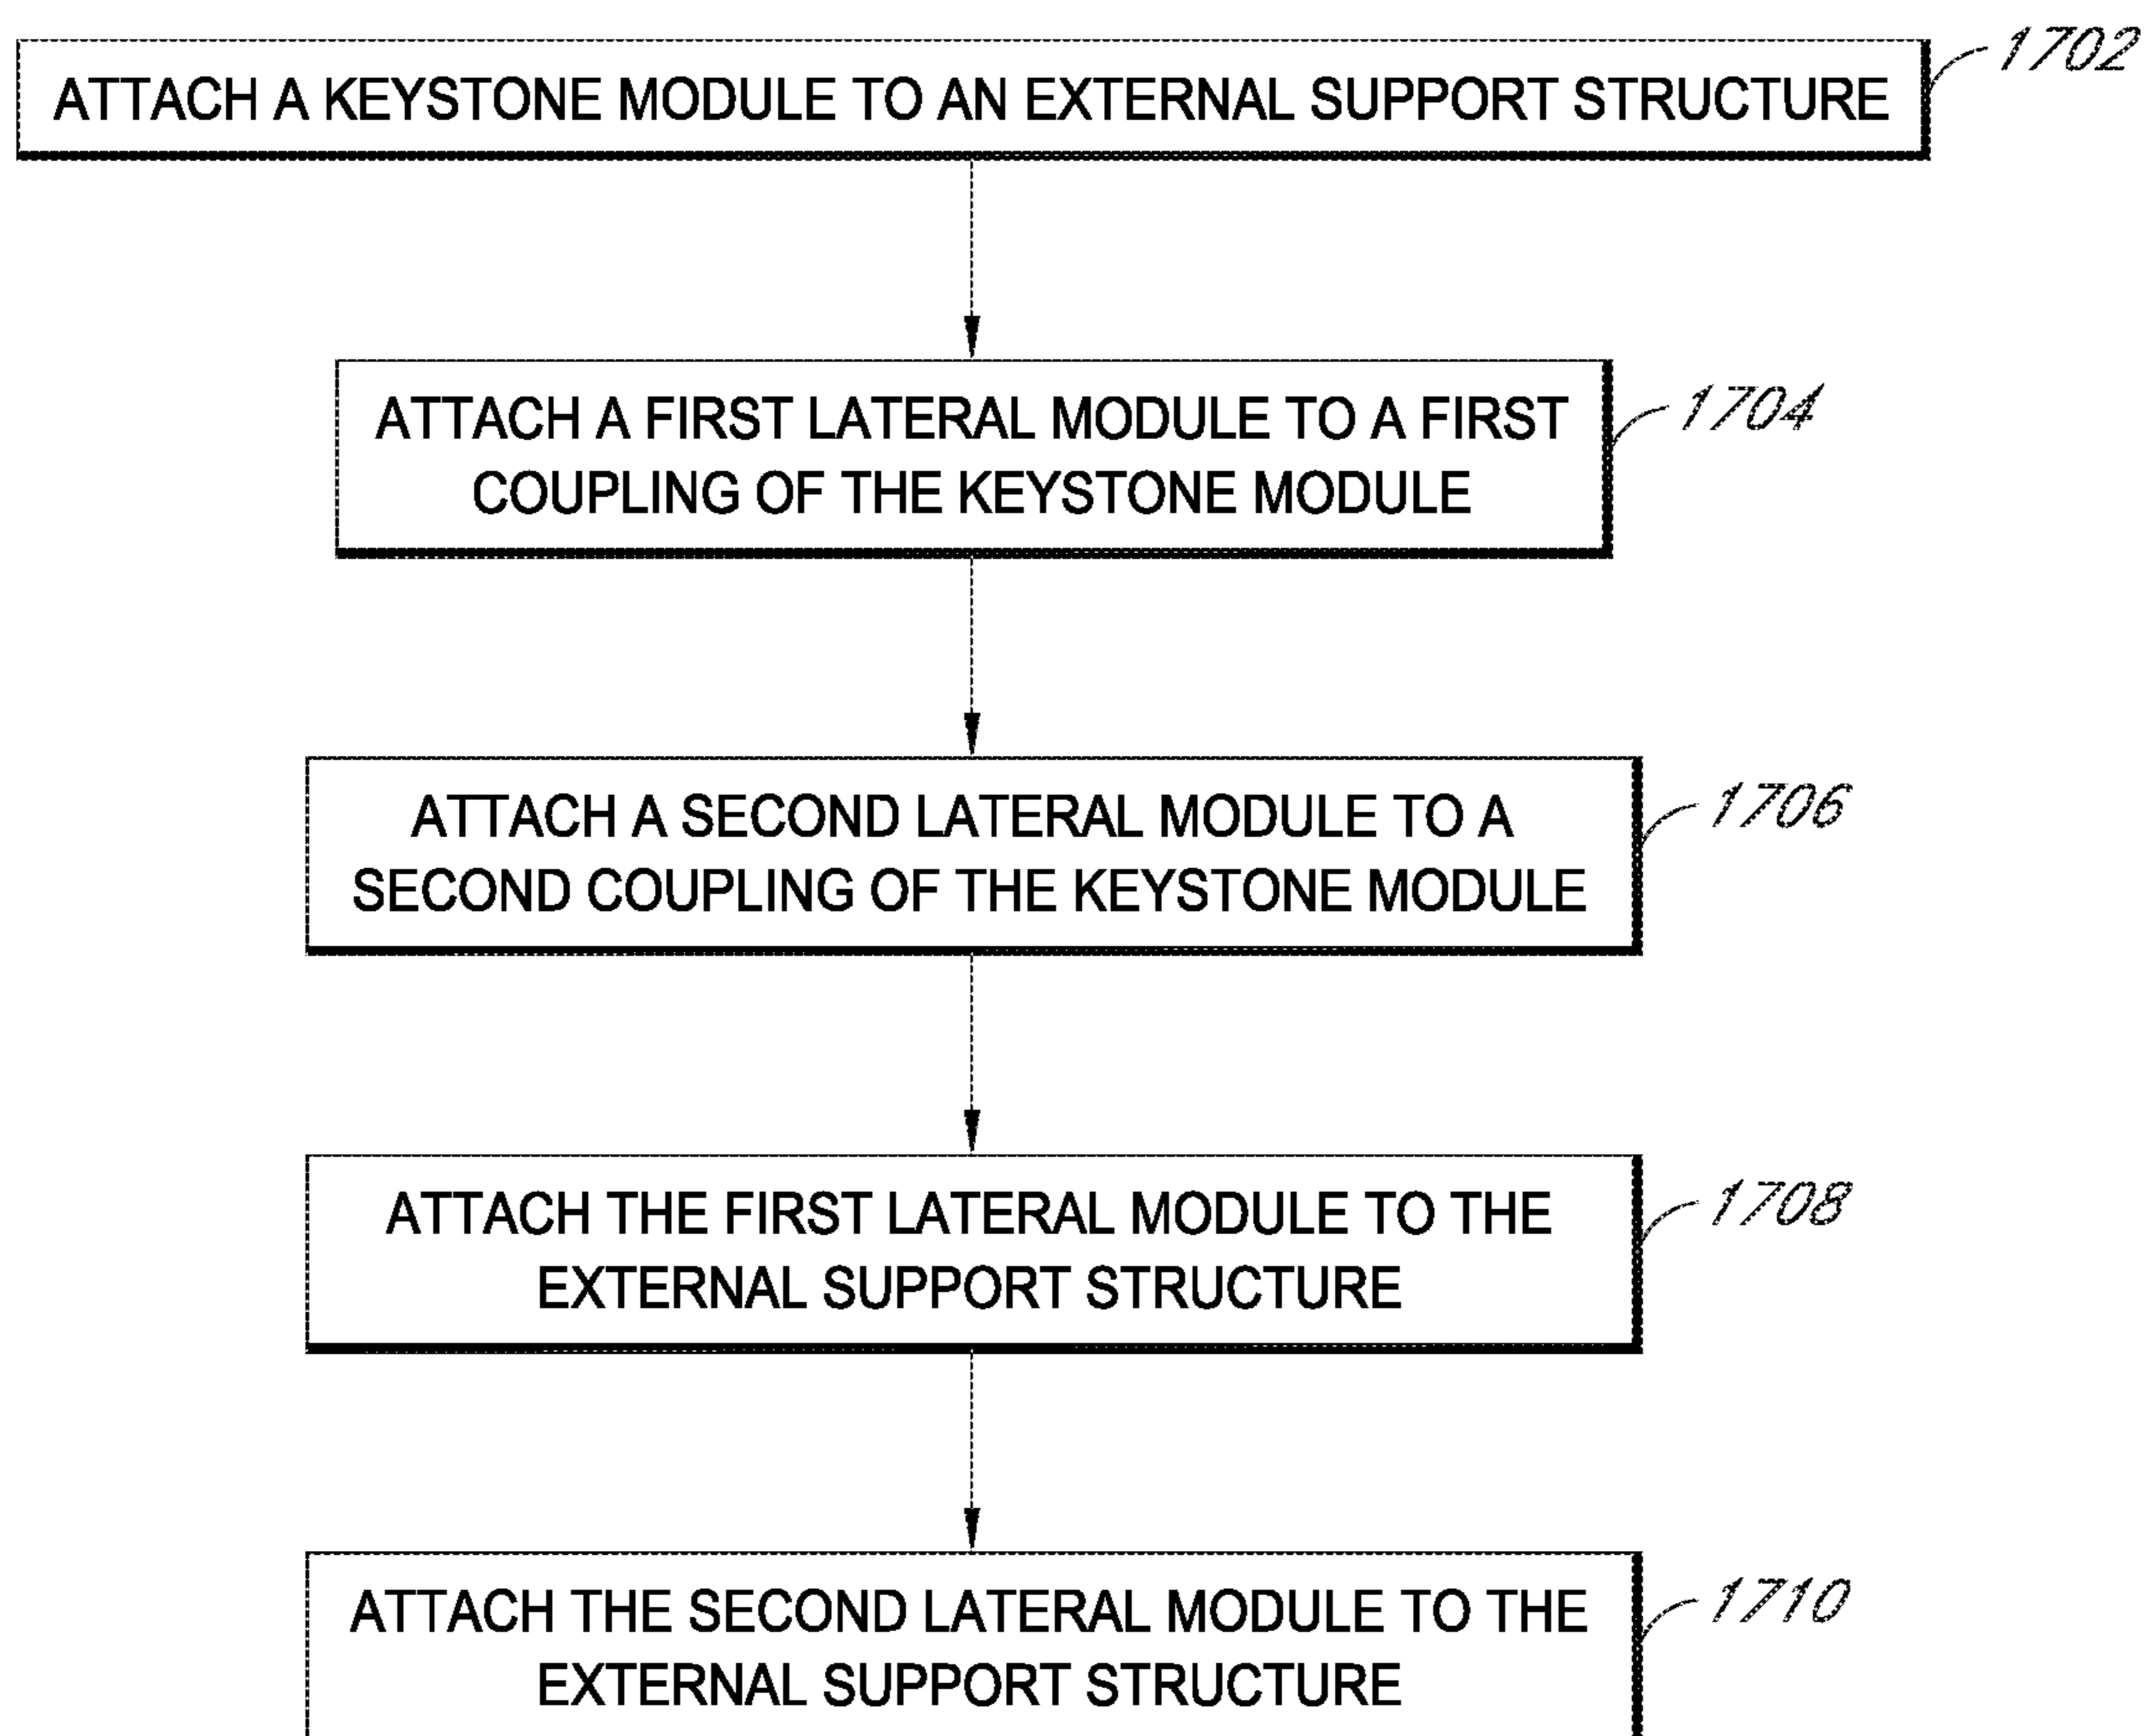 1702
ATTACH A KEYSTONE MODULE TO AN EXTERNAL SUPPORT STRUCTURE
1704
ATTACH A FIRST LATERAL MODULE TO A FIRST
COUPLING OF THE KEYSTONE MODULE
1706
ATTACH A SECOND LATERAL MODULE TO A
SECOND COUPLING OF THE KEYSTONE MODULE
1708
ATTACH THE FIRST LATERAL MODULE TO THE
EXTERNAL SUPPORT STRUCTURE
1710
ATTACH THE SECOND LATERAL MODULE TO THE
EXTERNAL SUPPORT STRUCTURE